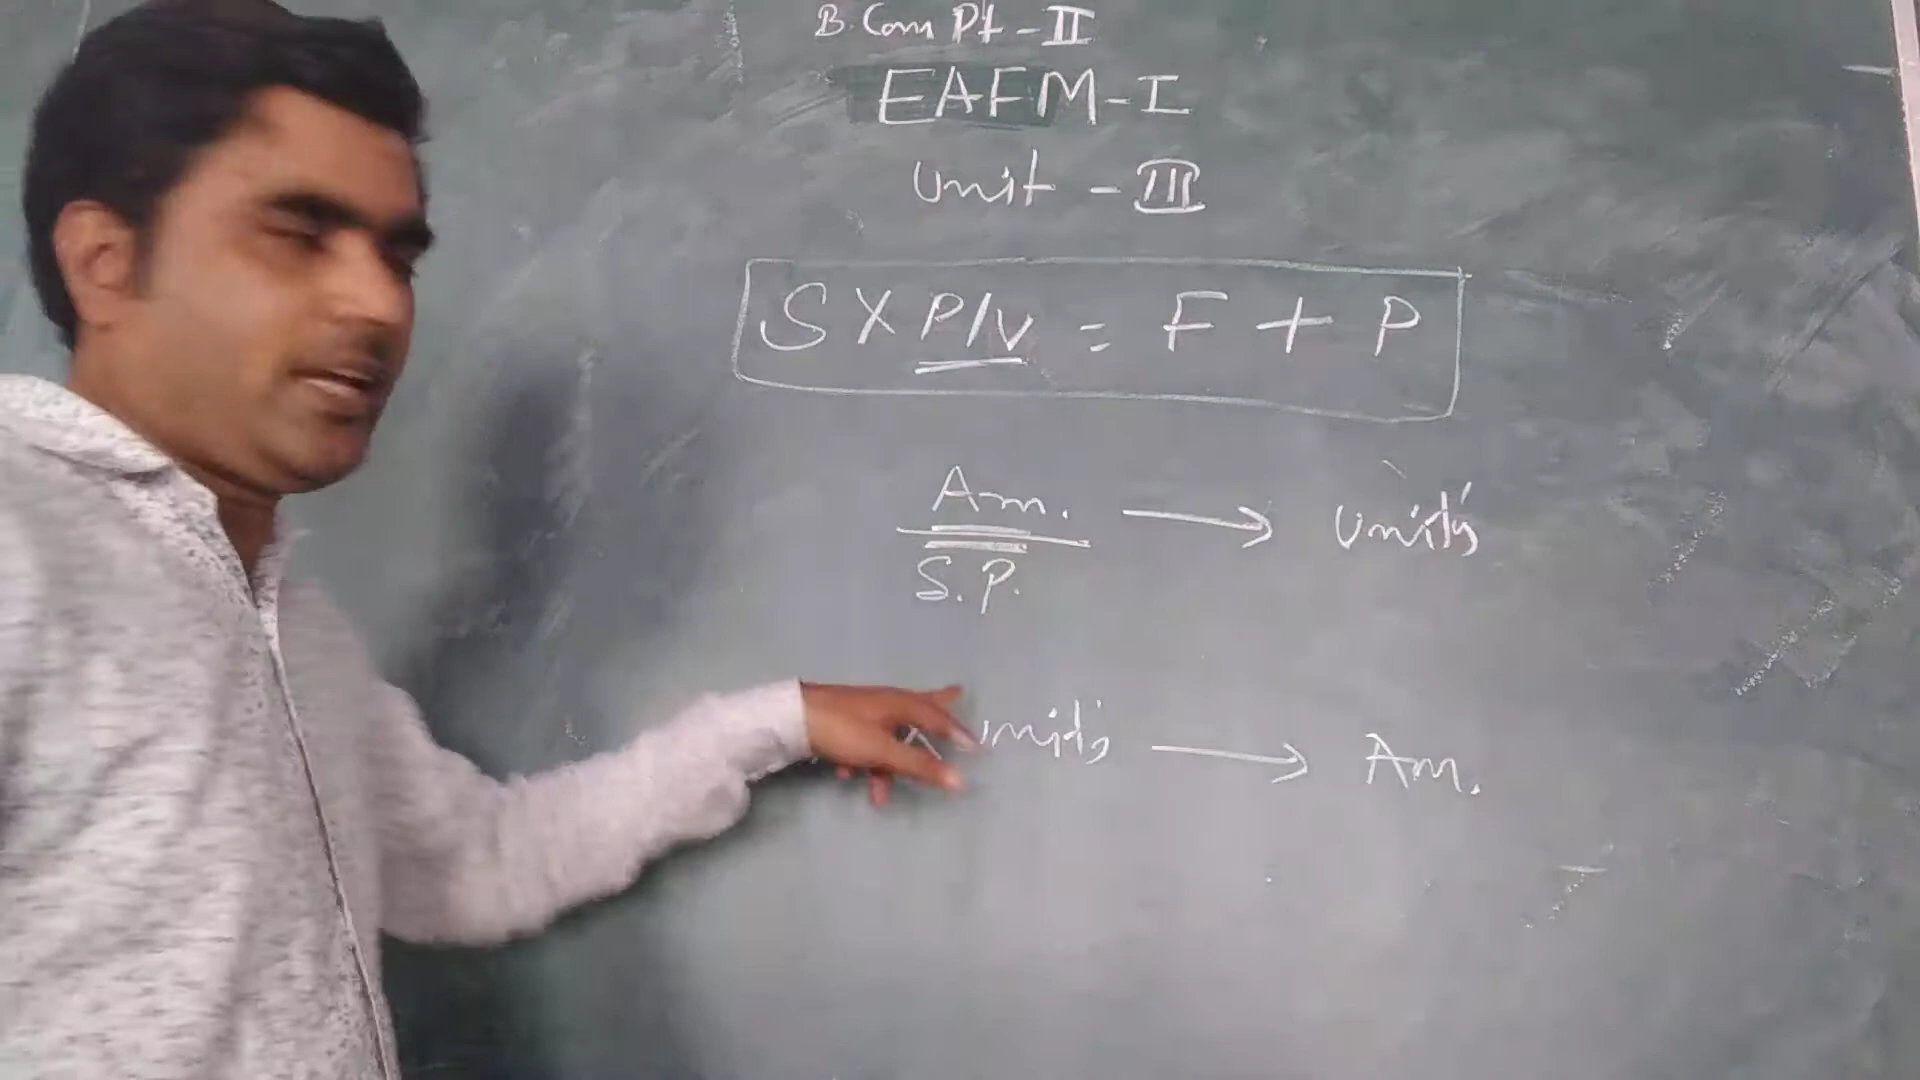 B.Com Pt-II
EAFM-I
Unit - III
S X P/V = F + P
Am. → Units
S.P.
Units → Am.